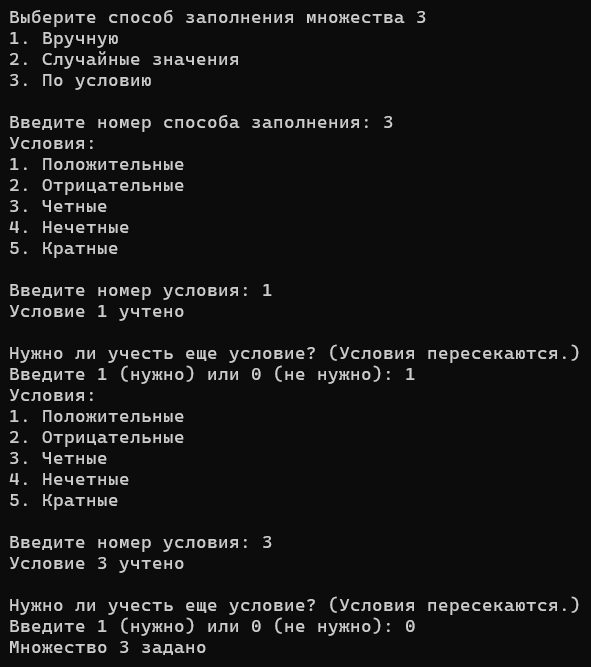 Выберите способ заполнения множества 3
1. Вручную
2. Случайные значения
3. По условию
Введите номер способа заполнения: 3
Условия:
1. Положительные
2. Отрицательные
3. Четные
4. Нечетные
5. Кратные
Введите номер условия: 1
Условие 1 учтено
Нужно ли учесть еще условие? (Условия пересекаются.)
Введите 1 (нужно) или 0 (не нужно): 1
Условия:
1. Положительные
2. Отрицательные
3. Четные
4. Нечетные
5. Кратные
Введите номер условия: 3
Условие 3 учтено
Нужно ли учесть еще условие? (Условия пересекаются.)
Введите 1 (нужно) или 0 (не нужно): 0
Множество 3 задано